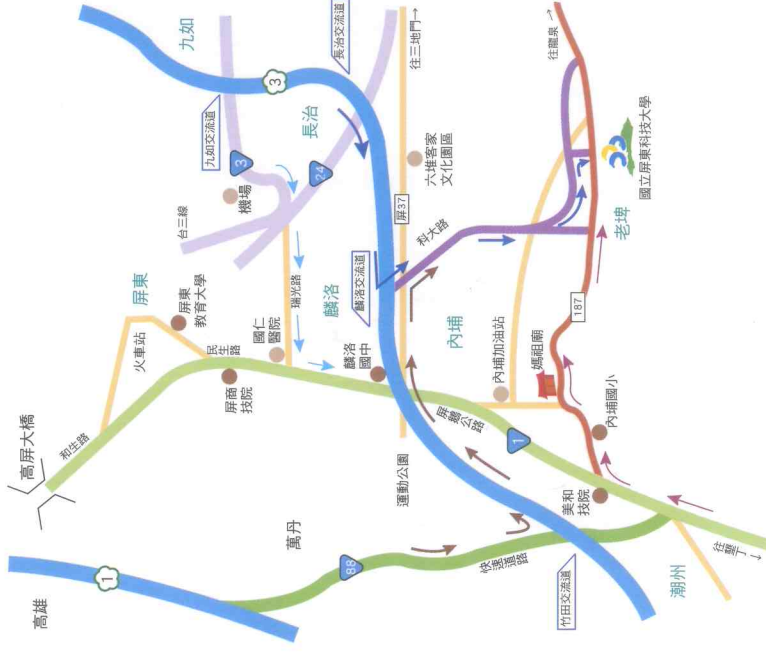 九如
長治交流道
3
九如交流道
長治
往三地門→
往龍泉→
3
24
機場
六堆客家
文化園區
國立屏東科技大學
台三線
屏37
科大路
老埤
屏東
屏東
教育大學
瑞光路
麟洛
麟洛交流道
187
火車站
民生路
國仁
醫院
麟洛
國中
內埔
內埔加油站
媽祖廟
高屏大橋
和生路
屏商
技院
屏鵝公路
1
內埔國小
運動公園
美和
技院
萬丹
1
88
快速道路
竹田交流道
潮州
往墾丁→
高雄